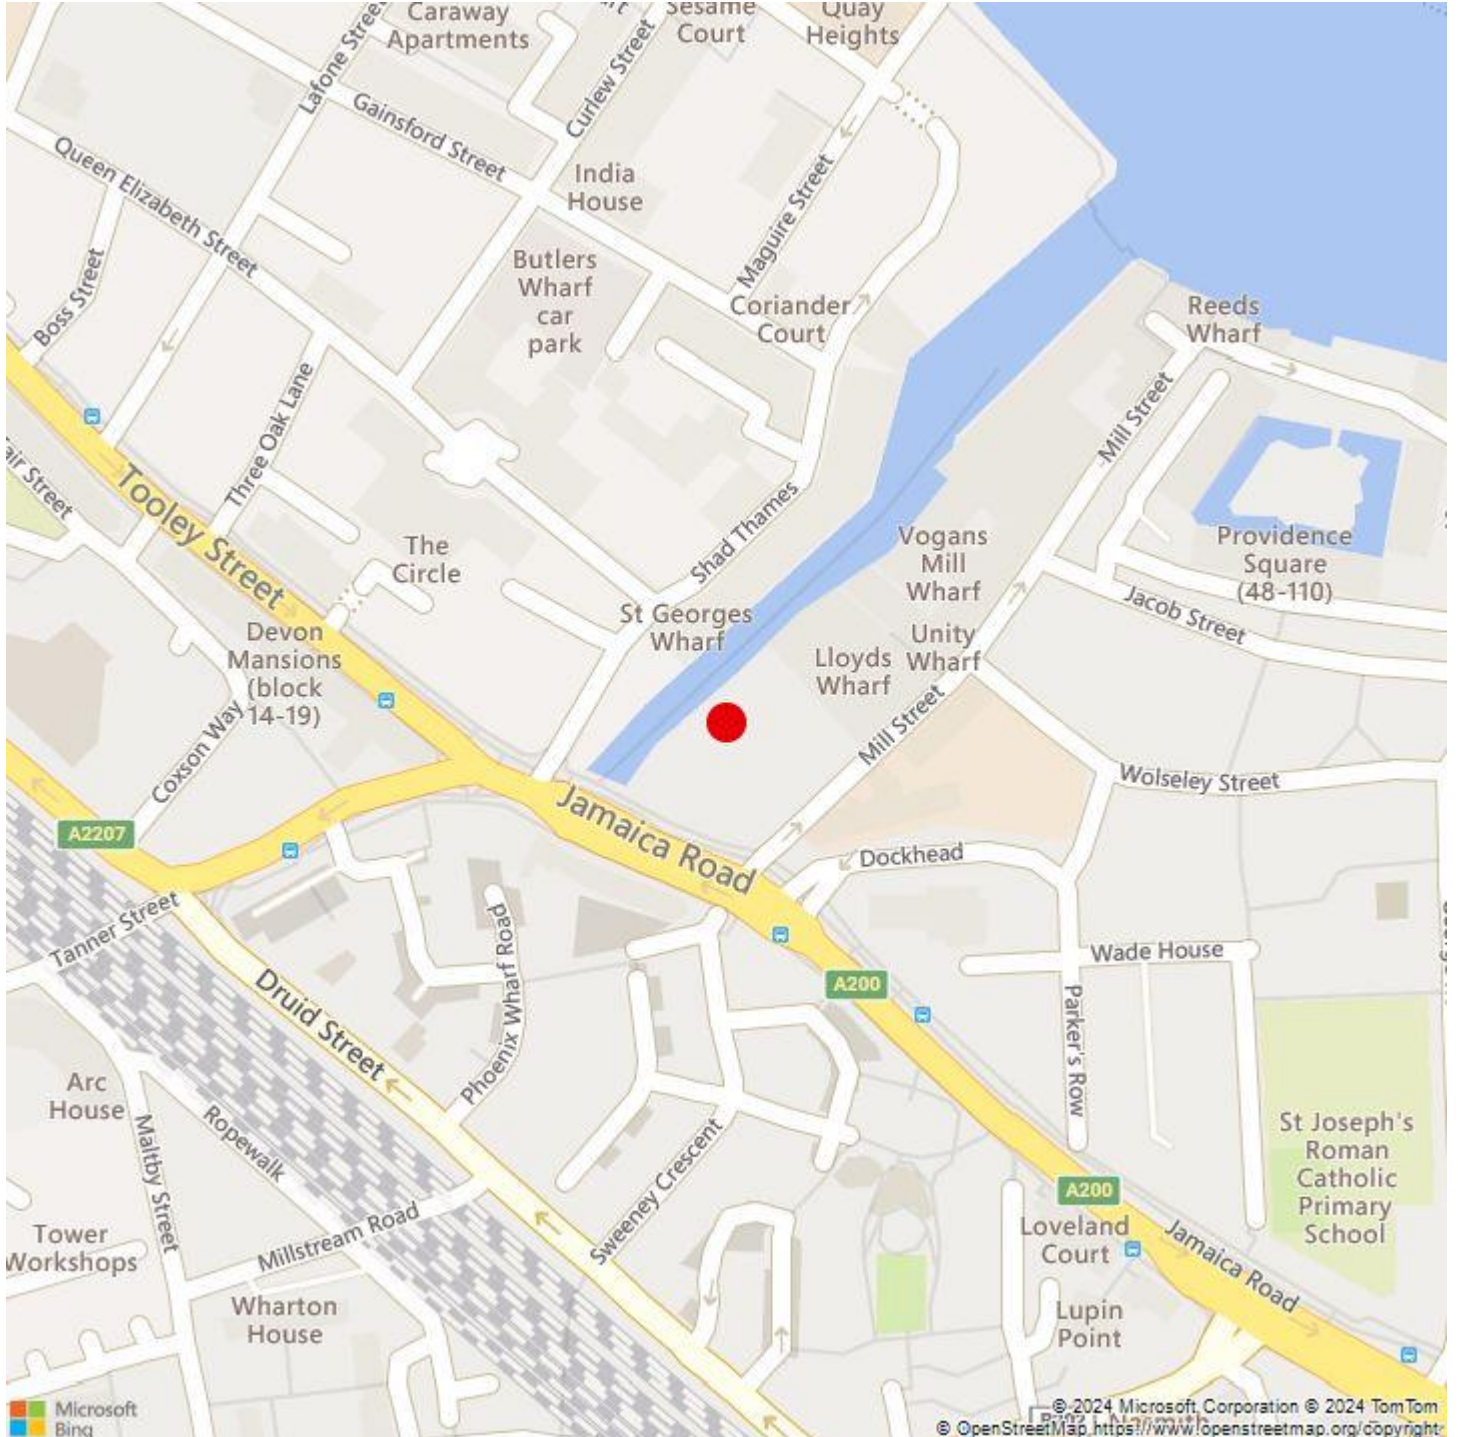 Caraway
Apartments
Sesame
Court
Quay
Heights
Lafone Street
Curlew Street
Gainsford Street
India
House
Maguire Street
Queen Elizabeth Street
Boss Street
Butlers
Wharf
car
park
Coriander
Court
Reeds
Wharf
Mill Street
Three Oak Lane
Tooley Street
The
Circle
Shad Thames
St Georges
Wharf
Vogans
Mill
Wharf
Providence
Square
(48-110)
Jacob Street
Unity
Wharf
Lloyds
Wharf
Devon
Mansions
(block
14-19)
Coxson Way
Mill Street
Wolseley Street
A2207
Jamaica Road
Dockhead
Tanner Street
Druid Street
Phoenix Wharf Road
Wade House
A200
Parker's Row
Arc
House
Maltby Street
Ropewalk
Millstream Road
Sweeney Crescent
St Joseph's
Roman
Catholic
Primary
School
A200
Loveland
Court
Jamaica Road
Tower
Workshops
Wharton
House
Lupin
Point
Microsoft
Bing
© 2024 Microsoft Corporation © 2024 TomTom
© OpenStreetMap https://www.openstreetmap.org/copyright